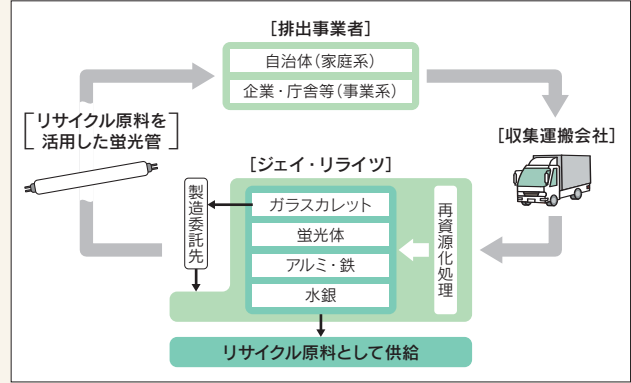 [排出事業者]
自治体(家庭系)
企業・庁舎等(事業系)
[リサイクル原料を
活用した蛍光管]
[収集運搬会社]
[ジェイ・リライツ]
製造委託先
ガラスカレット
蛍光体
アルミ・鉄
水銀
再資源化処理
リサイクル原料として供給